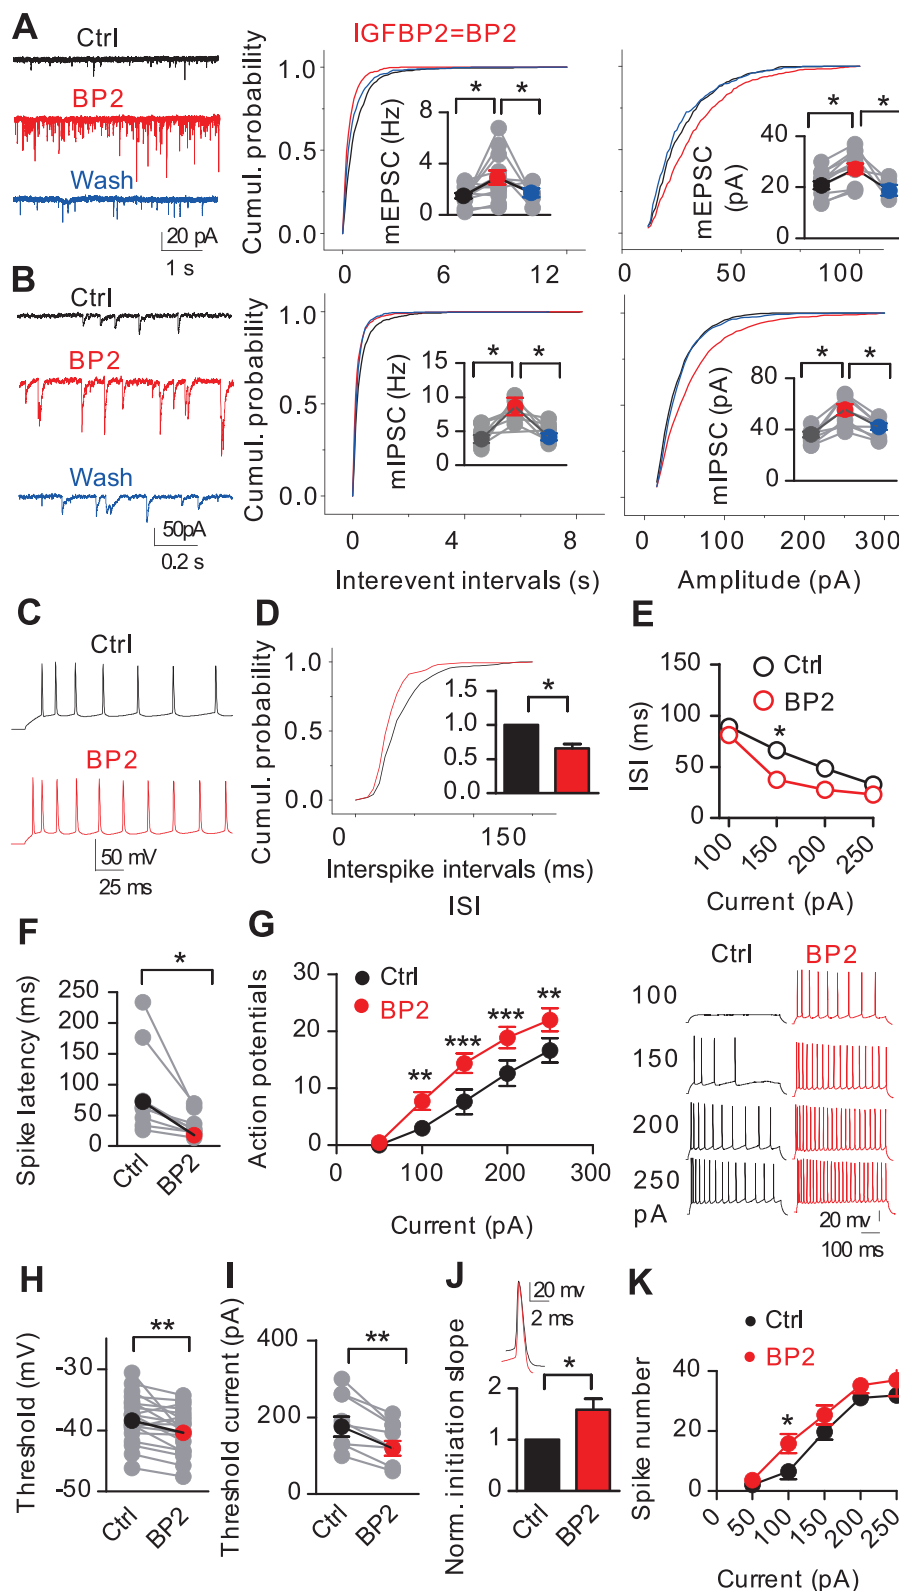 A
Ctrl
BP2
Wash
20 pA
1 s
IGFBP2=BP2
Cumul. probability
1.0
0.5
0.0
0
6
12
mEPSC (Hz)
8
4
0
*
*
mEPSC
(pA)
40
20
0
*
*
0
50
100
B
Ctrl
BP2
Wash
50pA
0.2 s
Cumul. probability
1.0
0.5
0.0
0
4
8
Interevent intervals (s)
mIPSC (Hz)
15
10
5
0
*
*
mIPSC (pA)
80
40
0
*
*
0
100
200
300
Amplitude (pA)
C
Ctrl
BP2
50 mV
25 ms
D
Cumul. probability
1.0
0.5
0.0
0
150
Interspike intervals (ms)
ISI
1.5
1.0
0.5
0.0
*
E
ISI (ms)
150
100
50
0
Ctrl
BP2
*
100
150
200
250
Current (pA)
F
Spike latency (ms)
250
200
150
100
50
0
*
Ctrl
BP2
G
Action potentials
30
20
10
0
Ctrl
BP2
**
***
***
**
0
100
200
300
Current (pA)
Ctrl
BP2
100
150
200
250
pA
20 mv
100 ms
H
Threshold (mV)
-30
-40
-50
**
Ctrl
BP2
I
Threshold current (pA)
400
200
0
**
Ctrl
BP2
J
20 mv
2 ms
Norm. initiation slope
2
1
0
*
Ctrl
BP2
K
Spike number
40
20
0
Ctrl
BP2
*
0
50
100
150
200
250
Current (pA)